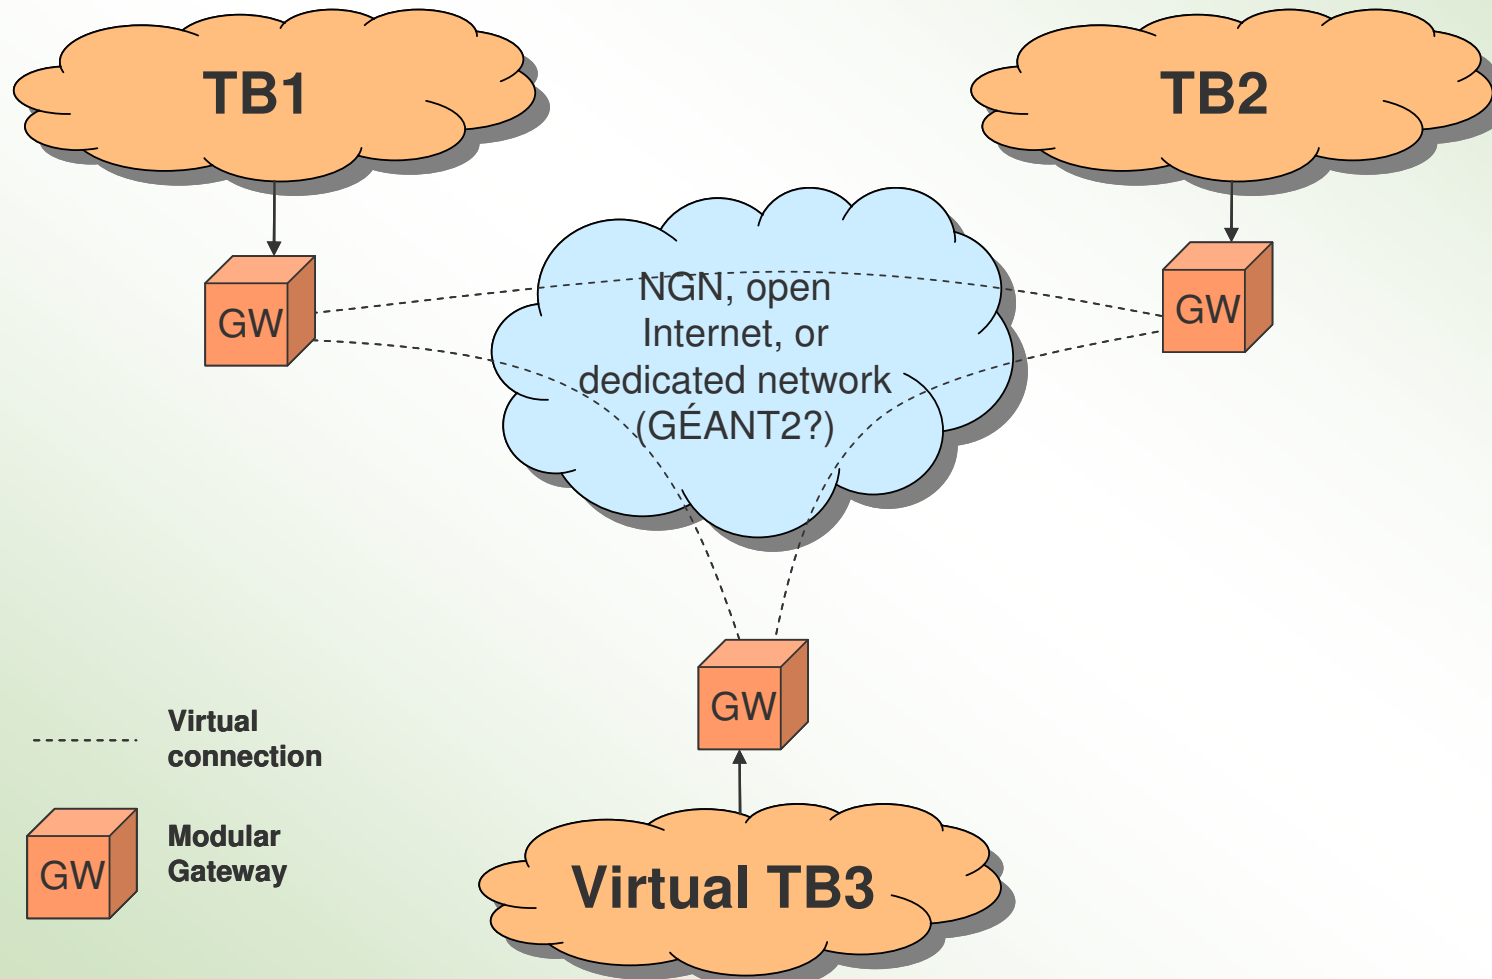 TB1
TB2
GW
GW
NGN, open
Internet, or
dedicated network
(GÉANT2?)
GW
Virtual
connection
GW
Modular
Gateway
Virtual TB3